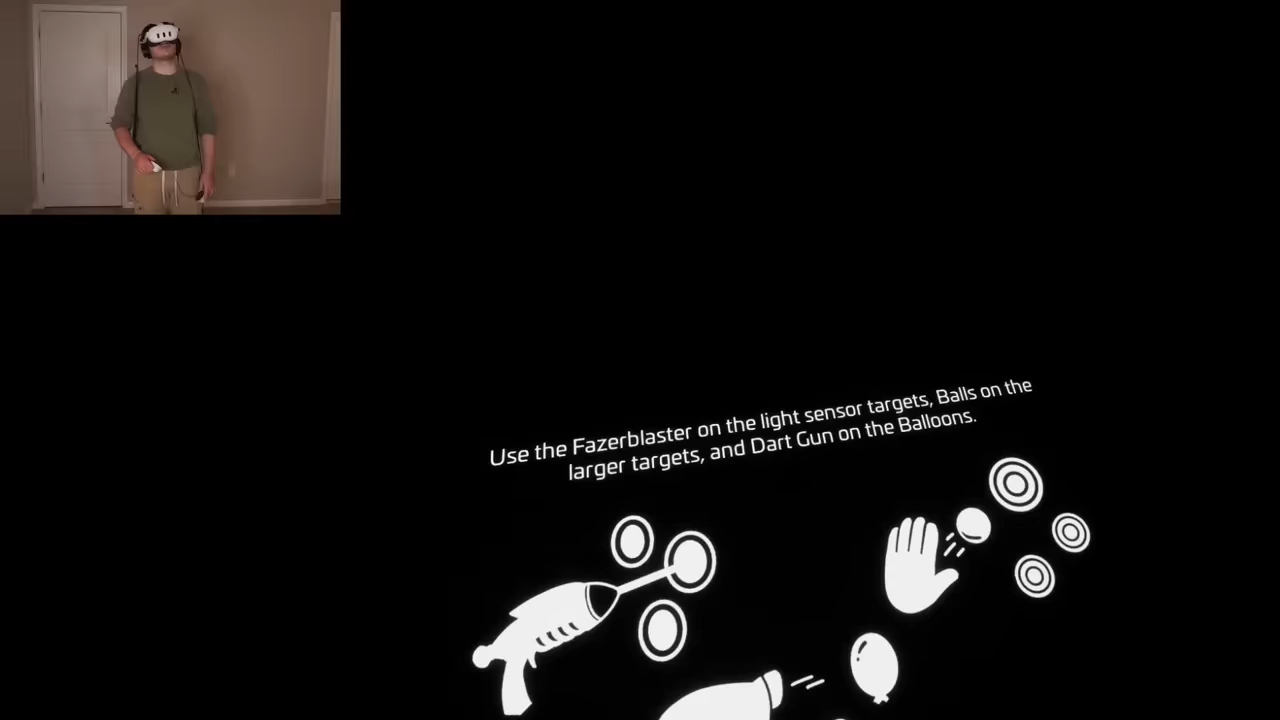 Use the Fazerblaster on the light sensor targets, Balls on the
larger targets, and Dart Gun on the Balloons.